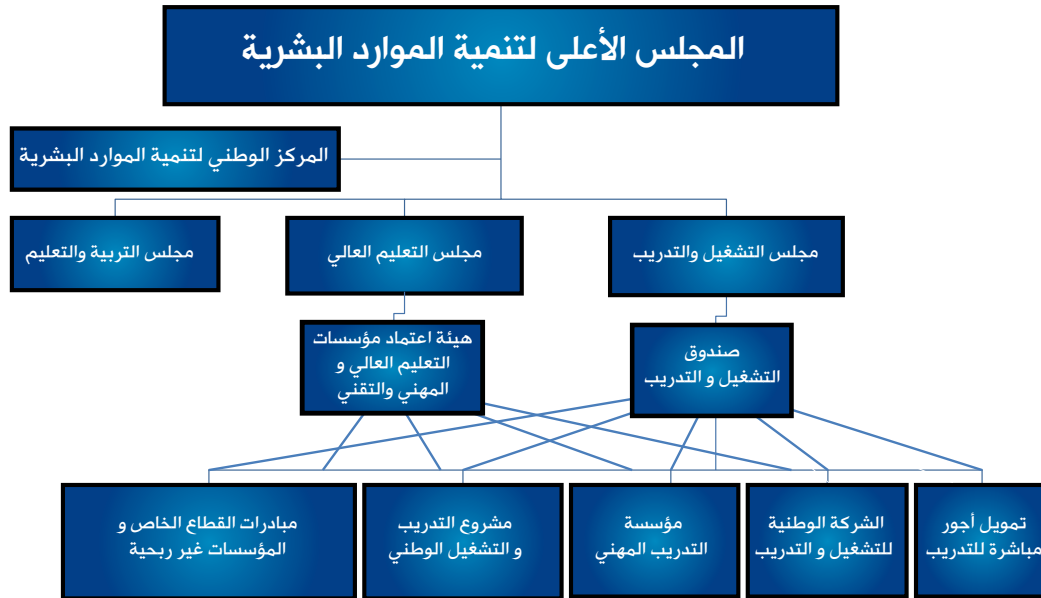 المجلس الأعلى لتنمية الموارد البشرية
المركز الوطني لتنمية الموارد البشرية
مجلس التشغيل والتدريب
مجلس التعليم العالي
مجلس التربية والتعليم
صندوق
التشغيل و التدريب
هيئة اعتماد مؤسسات
التعليم العالي و
المهني والتقني
تمويل أجور
مباشرة للتدريب
الشركة الوطنية
للتشغيل و التدريب
مؤسسة
التدريب المهني
مشروع التدريب
و التشغيل الوطني
مبادرات القطاع الخاص و
المؤسسات غير ربحية